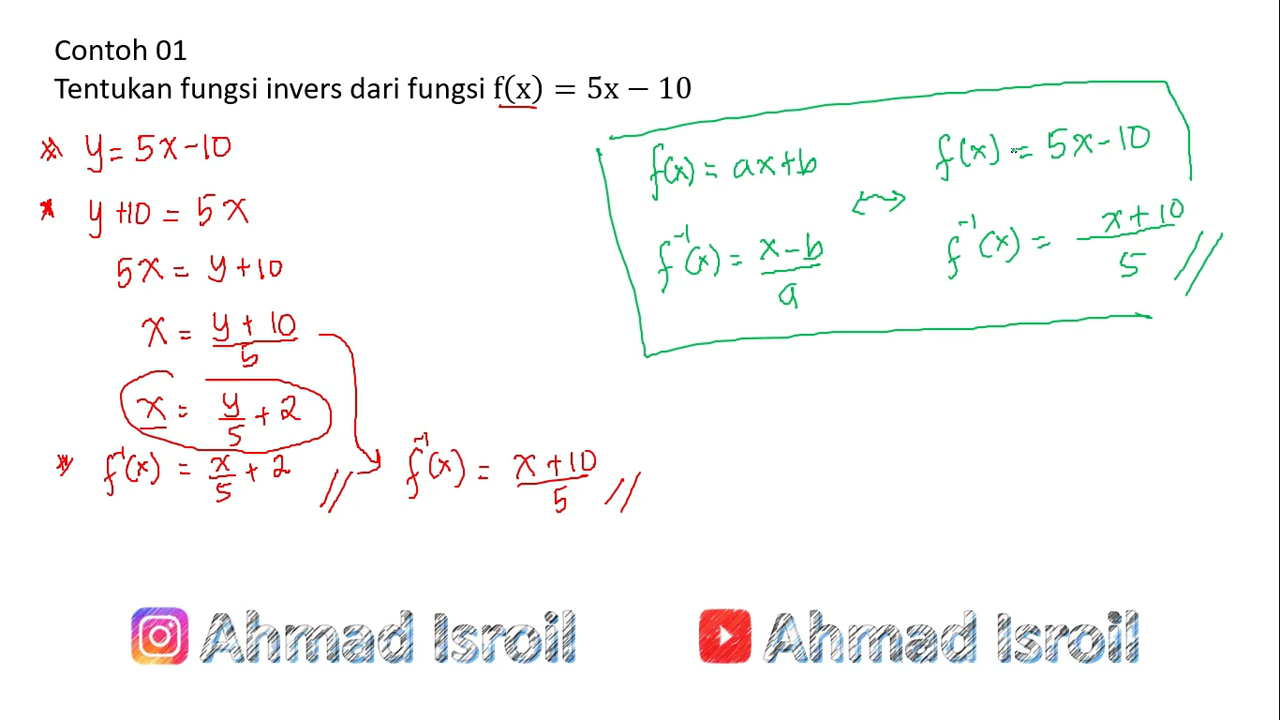 Contoh 01
Tentukan fungsi invers dari fungsi f(x) = 5x − 10
y = 5x - 10
y + 10 = 5x
5x = y + 10
x = (y + 10)/5
x = y/5 + 2
f⁻¹(x) = x/5 + 2 //
f⁻¹(x) = (x + 10)/5 //
f(x) = ax + b
f⁻¹(x) = (x - b)/a
↔
f(x) = 5x - 10
f⁻¹(x) = (x + 10)/5 //
Ahmad Isroil
Ahmad Isroil